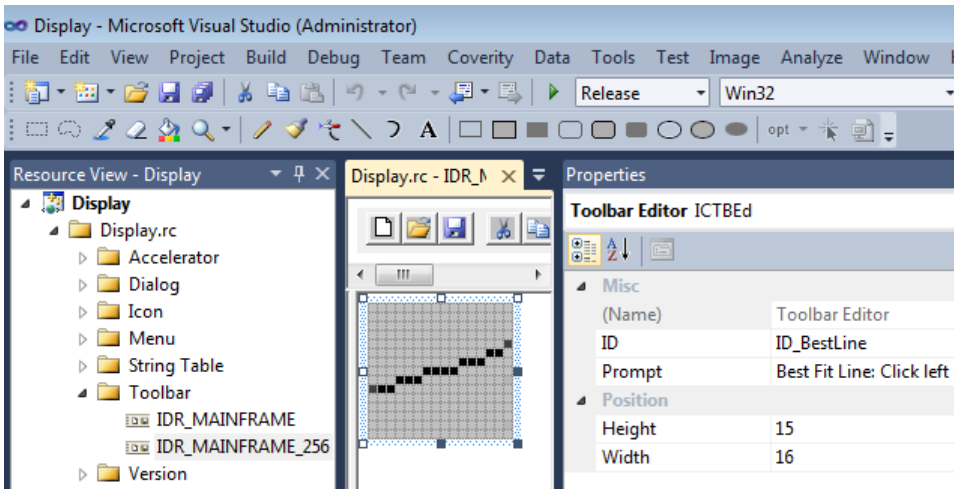 Display - Microsoft Visual Studio (Administrator)
File Edit View Project Build Debug Team Coverity Data Tools Test Image Analyze Window
Release Win32
A opt
Resource View - Display
Display.rc - IDR_
Properties
Display
Toolbar Editor ICTBEd
Display.rc
Accelerator
Dialog
Misc
Icon
(Name) Toolbar Editor
Menu
ID ID_BestLine
String Table
Prompt Best Fit Line: Click left
Toolbar
Position
IDR_MAINFRAME
Height 15
IDR_MAINFRAME_256
Width 16
Version